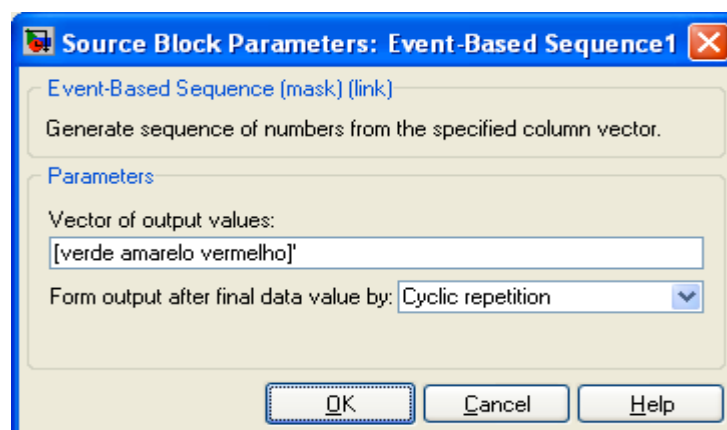 Source Block Parameters: Event-Based Sequence1
Event-Based Sequence (mask) (link)
Generate sequence of numbers from the specified column vector.
Parameters
Vector of output values:
[verde amarelo vermelho]'
Form output after final data value by: Cyclic repetition
OK Cancel Help